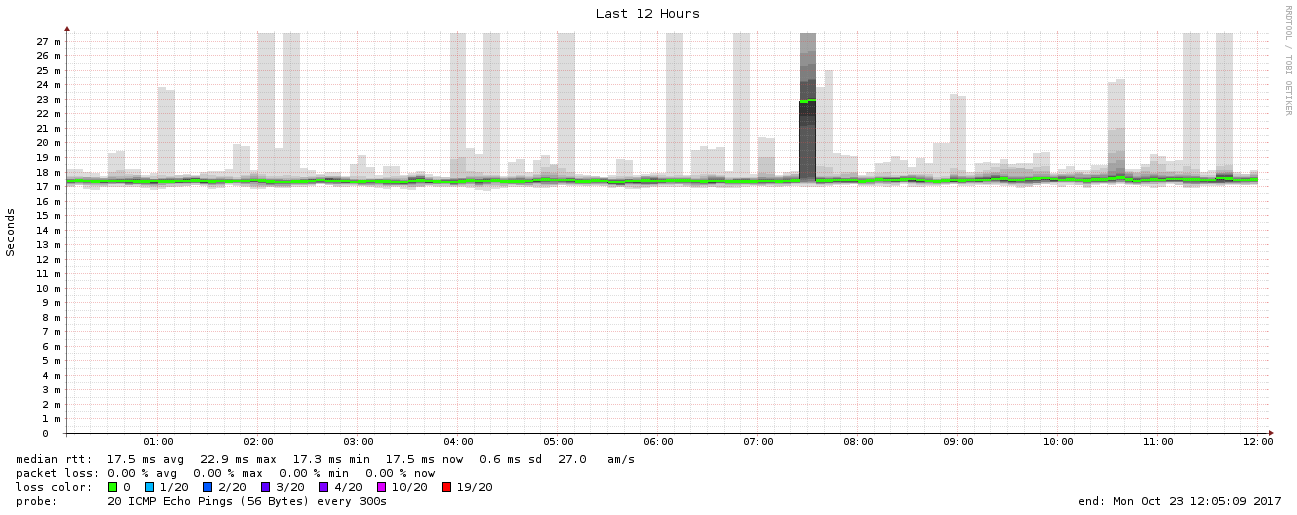 Last 12 Hours
RRDTOOL / TOBI OETIKER
Seconds
27 m
26 m
25 m
24 m
23 m
22 m
21 m
20 m
19 m
18 m
17 m
16 m
15 m
14 m
13 m
12 m
11 m
10 m
9 m
8 m
7 m
6 m
5 m
4 m
3 m
2 m
1 m
0
01:00 02:00 03:00 04:00 05:00 06:00 07:00 08:00 09:00 10:00 11:00 12:00
median rtt: 17.5 ms avg 22.9 ms max 17.3 ms min 17.5 ms now 0.6 ms sd 27.0 am/s
packet loss: 0.00 % avg 0.00 % max 0.00 % min 0.00 % now
loss color: 0 1/20 2/20 3/20 4/20 10/20 19/20
probe: 20 ICMP Echo Pings (56 Bytes) every 300s end: Mon Oct 23 12:05:09 2017